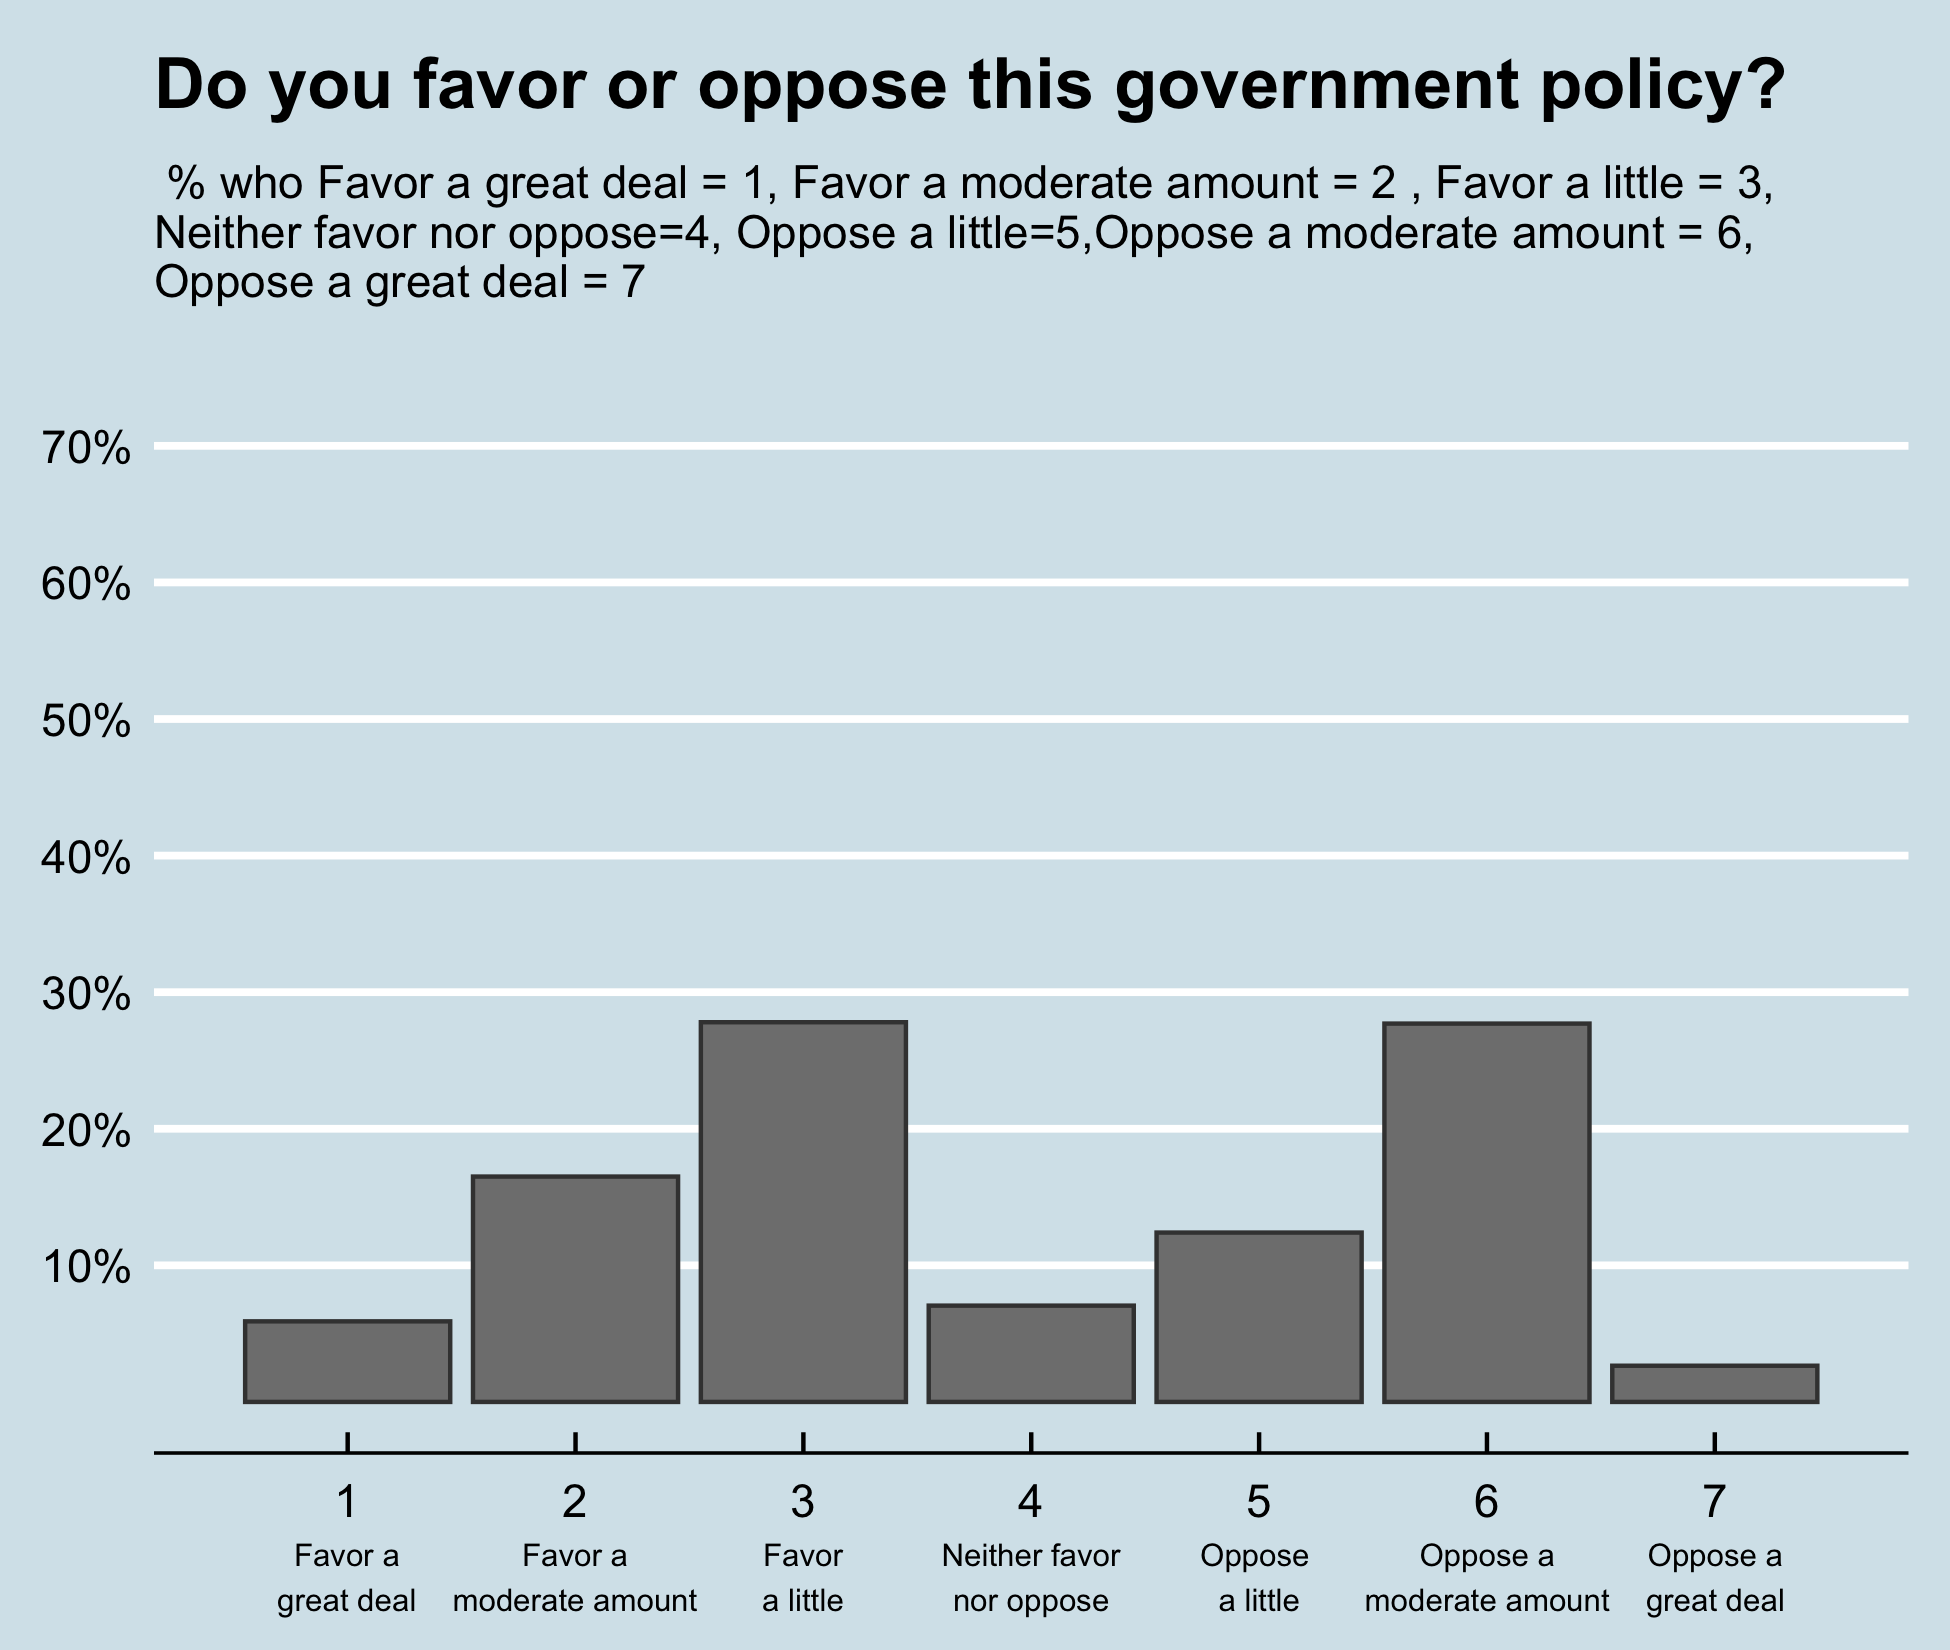 Do you favor or oppose this government policy?
% who Favor a great deal = 1, Favor a moderate amount = 2 , Favor a little = 3,
Neither favor nor oppose=4, Oppose a little=5,Oppose a moderate amount = 6,
Oppose a great deal = 7
70%
60%
50%
40%
30%
20%
10%
1 2 3 4 5 6 7
Favor a Favor a Favor Neither favor Oppose Oppose a Oppose a
great deal moderate amount a little nor oppose a little moderate amount great deal